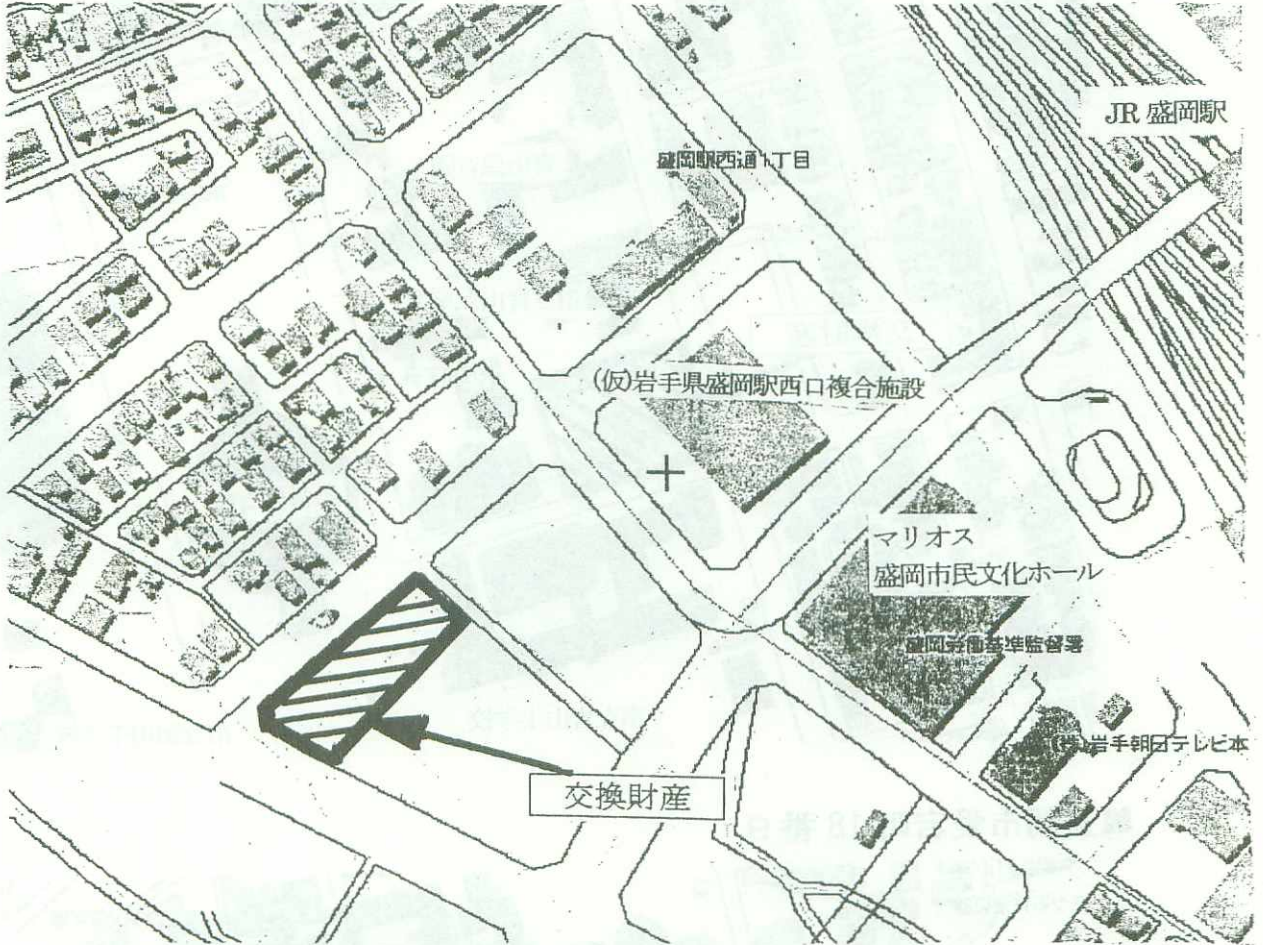 JR 盛岡駅
盛岡駅西通1丁目
(仮)岩手県盛岡駅西口複合施設
マリオス
盛岡市民文化ホール
盛岡労働基準監督署
(株)岩手朝日テレビ本
交換財産